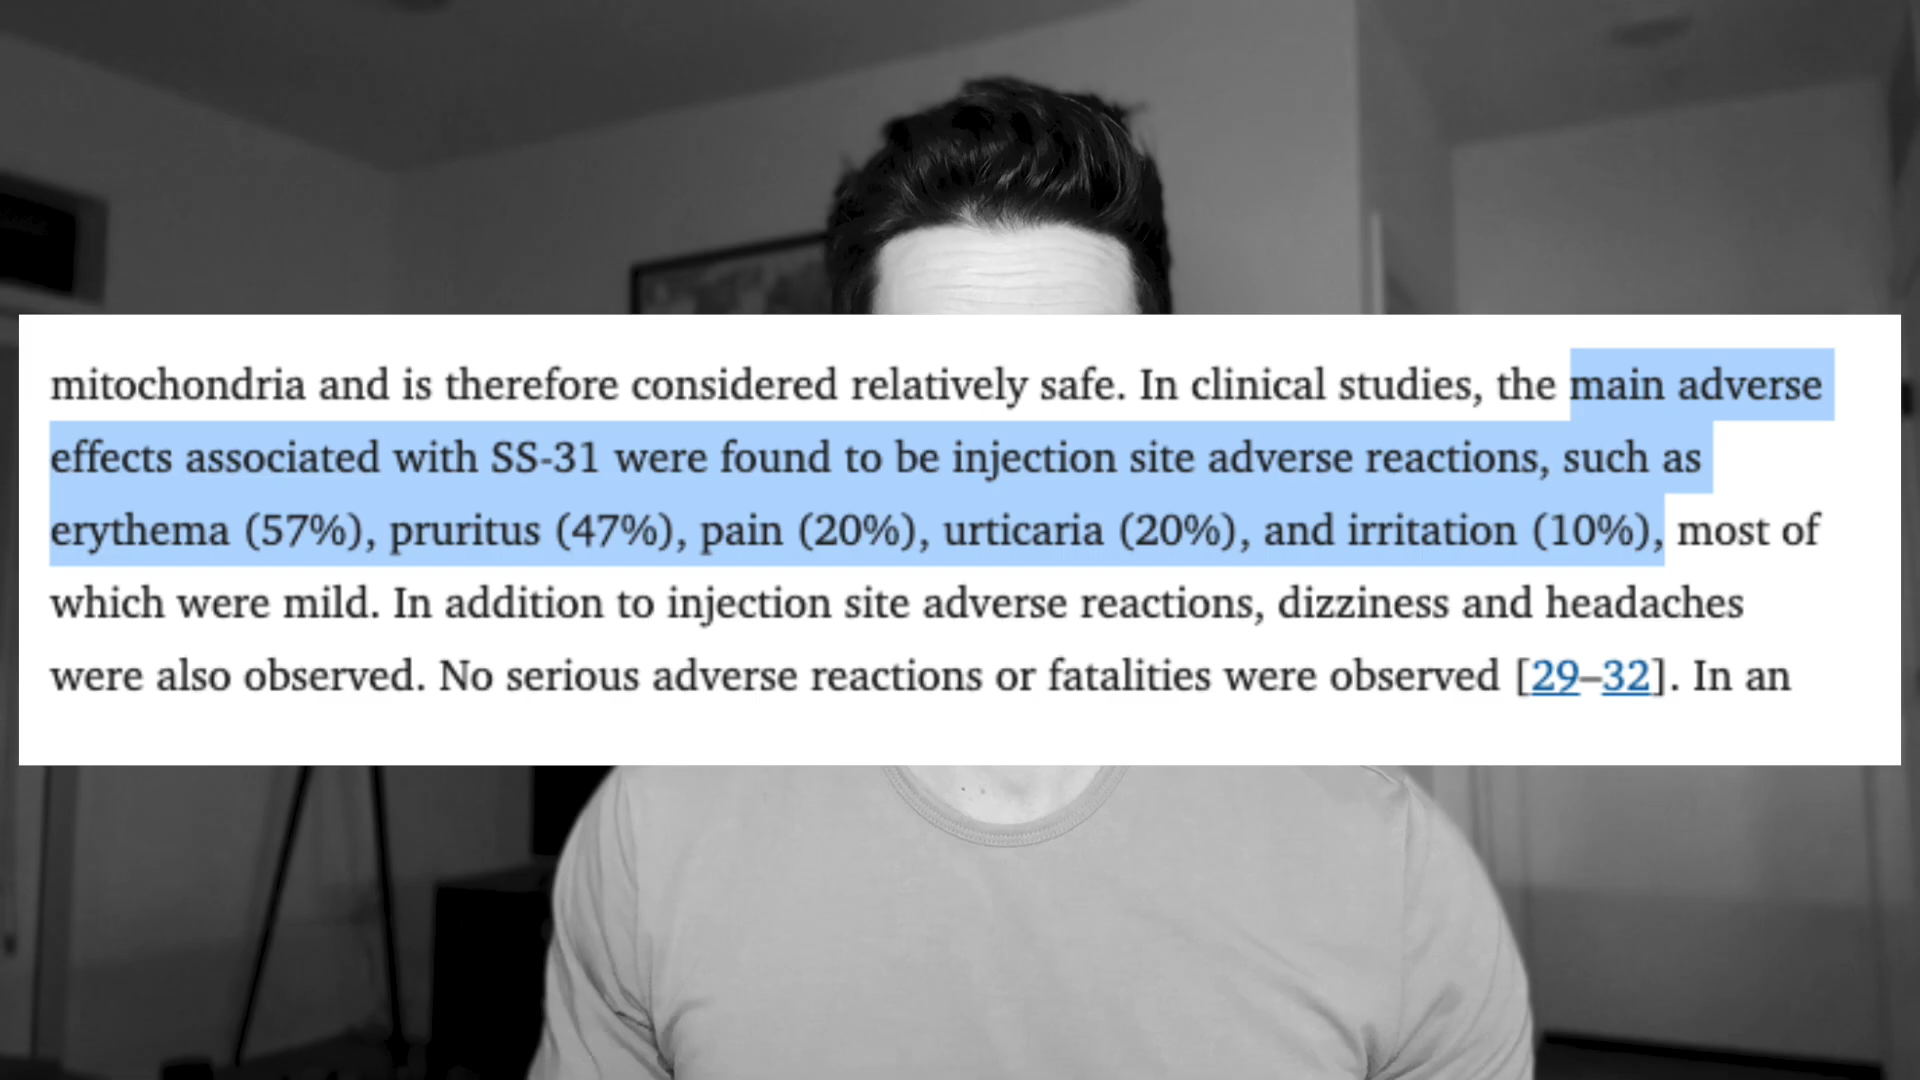 mitochondria and is therefore considered relatively safe. In clinical studies, the main adverse
effects associated with SS-31 were found to be injection site adverse reactions, such as
erythema (57%), pruritus (47%), pain (20%), urticaria (20%), and irritation (10%), most of
which were mild. In addition to injection site adverse reactions, dizziness and headaches
were also observed. No serious adverse reactions or fatalities were observed [29–32]. In an